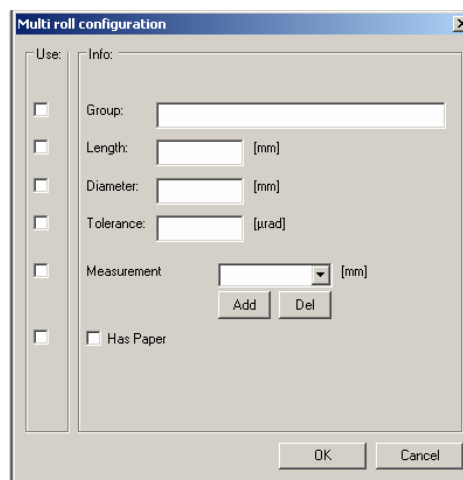 Multi roll configuration
Use: Info:
Group:
Length: [mm]
Diameter: [mm]
Tolerance: [µrad]
Measurement [mm]
Add Del
Has Paper
OK Cancel